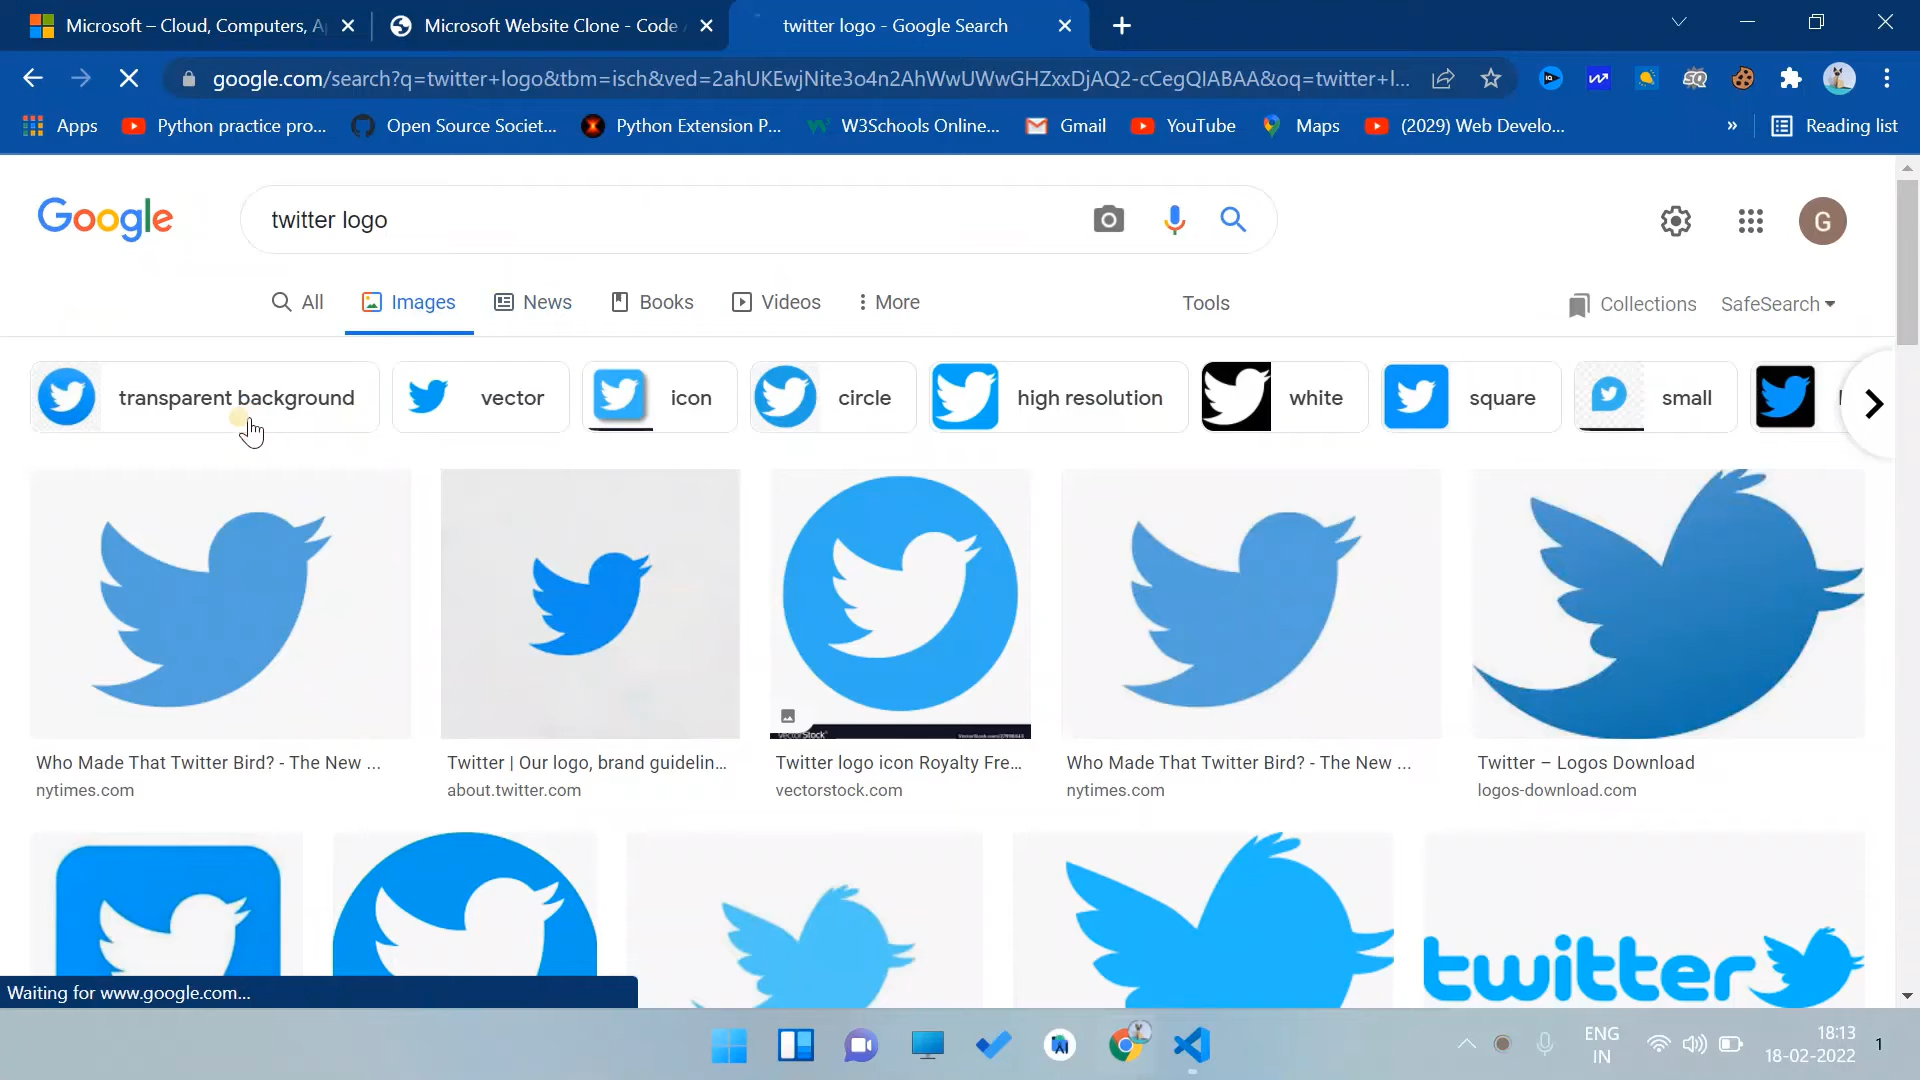 Microsoft – Cloud, Computers, A
Microsoft Website Clone - Code
twitter logo - Google Search
google.com/search?q=twitter+logo&tbm=isch&ved=2ahUKEwjNite3o4n2AhWwUWwGHZxxDjAQ2-cCegQIABAA&oq=twitter+l...
Apps
Python practice pro...
Open Source Societ...
Python Extension P...
W3Schools Online...
Gmail
YouTube
Maps
(2029) Web Develo...
»
Reading list
Google
twitter logo
G
All
Images
News
Books
Videos
More
Tools
Collections
SafeSearch
transparent background
vector
icon
circle
high resolution
white
square
small
VectorStock
Who Made That Twitter Bird? - The New ...
nytimes.com
Twitter | Our logo, brand guidelin...
about.twitter.com
Twitter logo icon Royalty Fre...
vectorstock.com
Who Made That Twitter Bird? - The New ...
nytimes.com
Twitter – Logos Download
logos-download.com
twitter
Waiting for www.google.com...
ENG
IN
18:13
18-02-2022
1